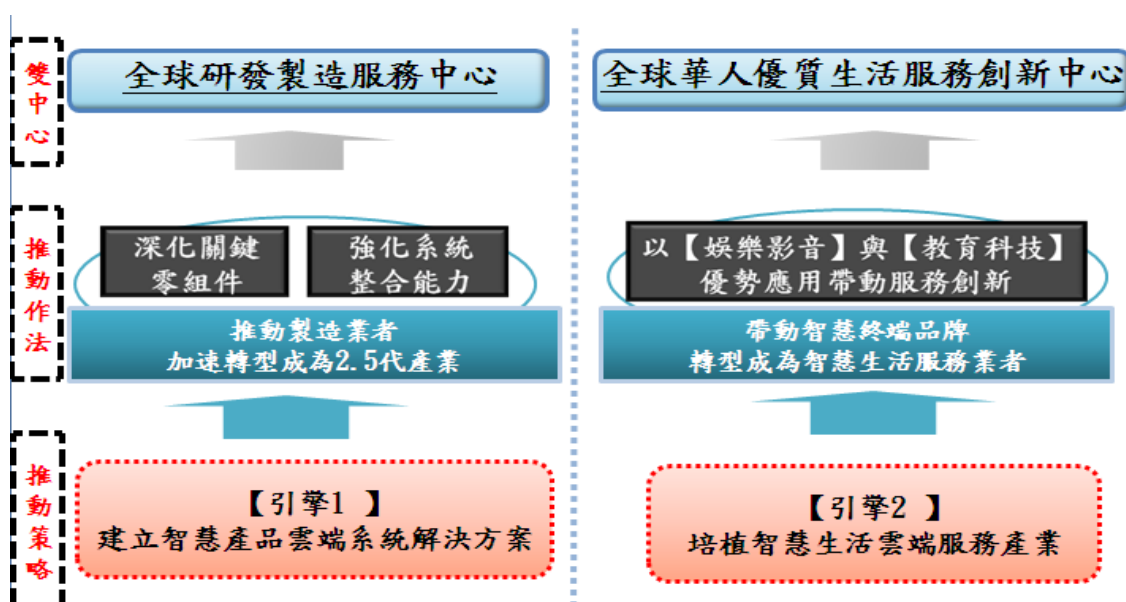 雙中心
全球研發製造服務中心
全球華人優質生活服務創新中心
推動作法
深化關鍵
零組件
強化系統
整合能力
推動製造業者
加速轉型成為2.5代產業
以【娛樂影音】與【教育科技】
優勢應用帶動服務創新
帶動智慧終端品牌
轉型成為智慧生活服務業者
推動策略
【引擎1 】
建立智慧產品雲端系統解決方案
【引擎2 】
培植智慧生活雲端服務產業